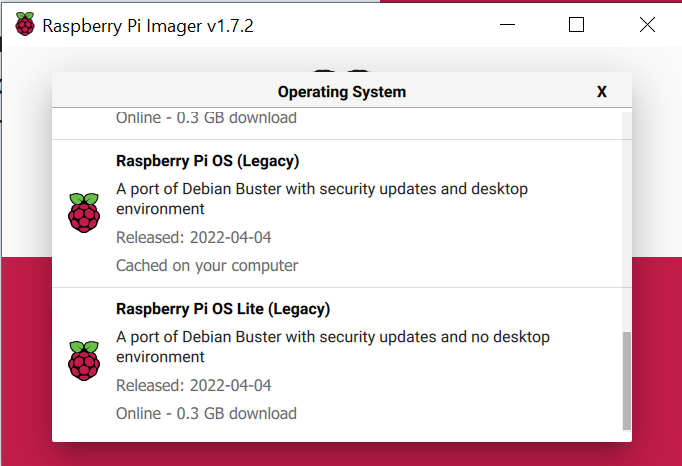 Raspberry Pi Imager v1.7.2
Operating System
X
Online - 0.3 GB download
Raspberry Pi OS (Legacy)
A port of Debian Buster with security updates and desktop
environment
Released: 2022-04-04
Cached on your computer
Raspberry Pi OS Lite (Legacy)
A port of Debian Buster with security updates and no desktop
environment
Released: 2022-04-04
Online - 0.3 GB download